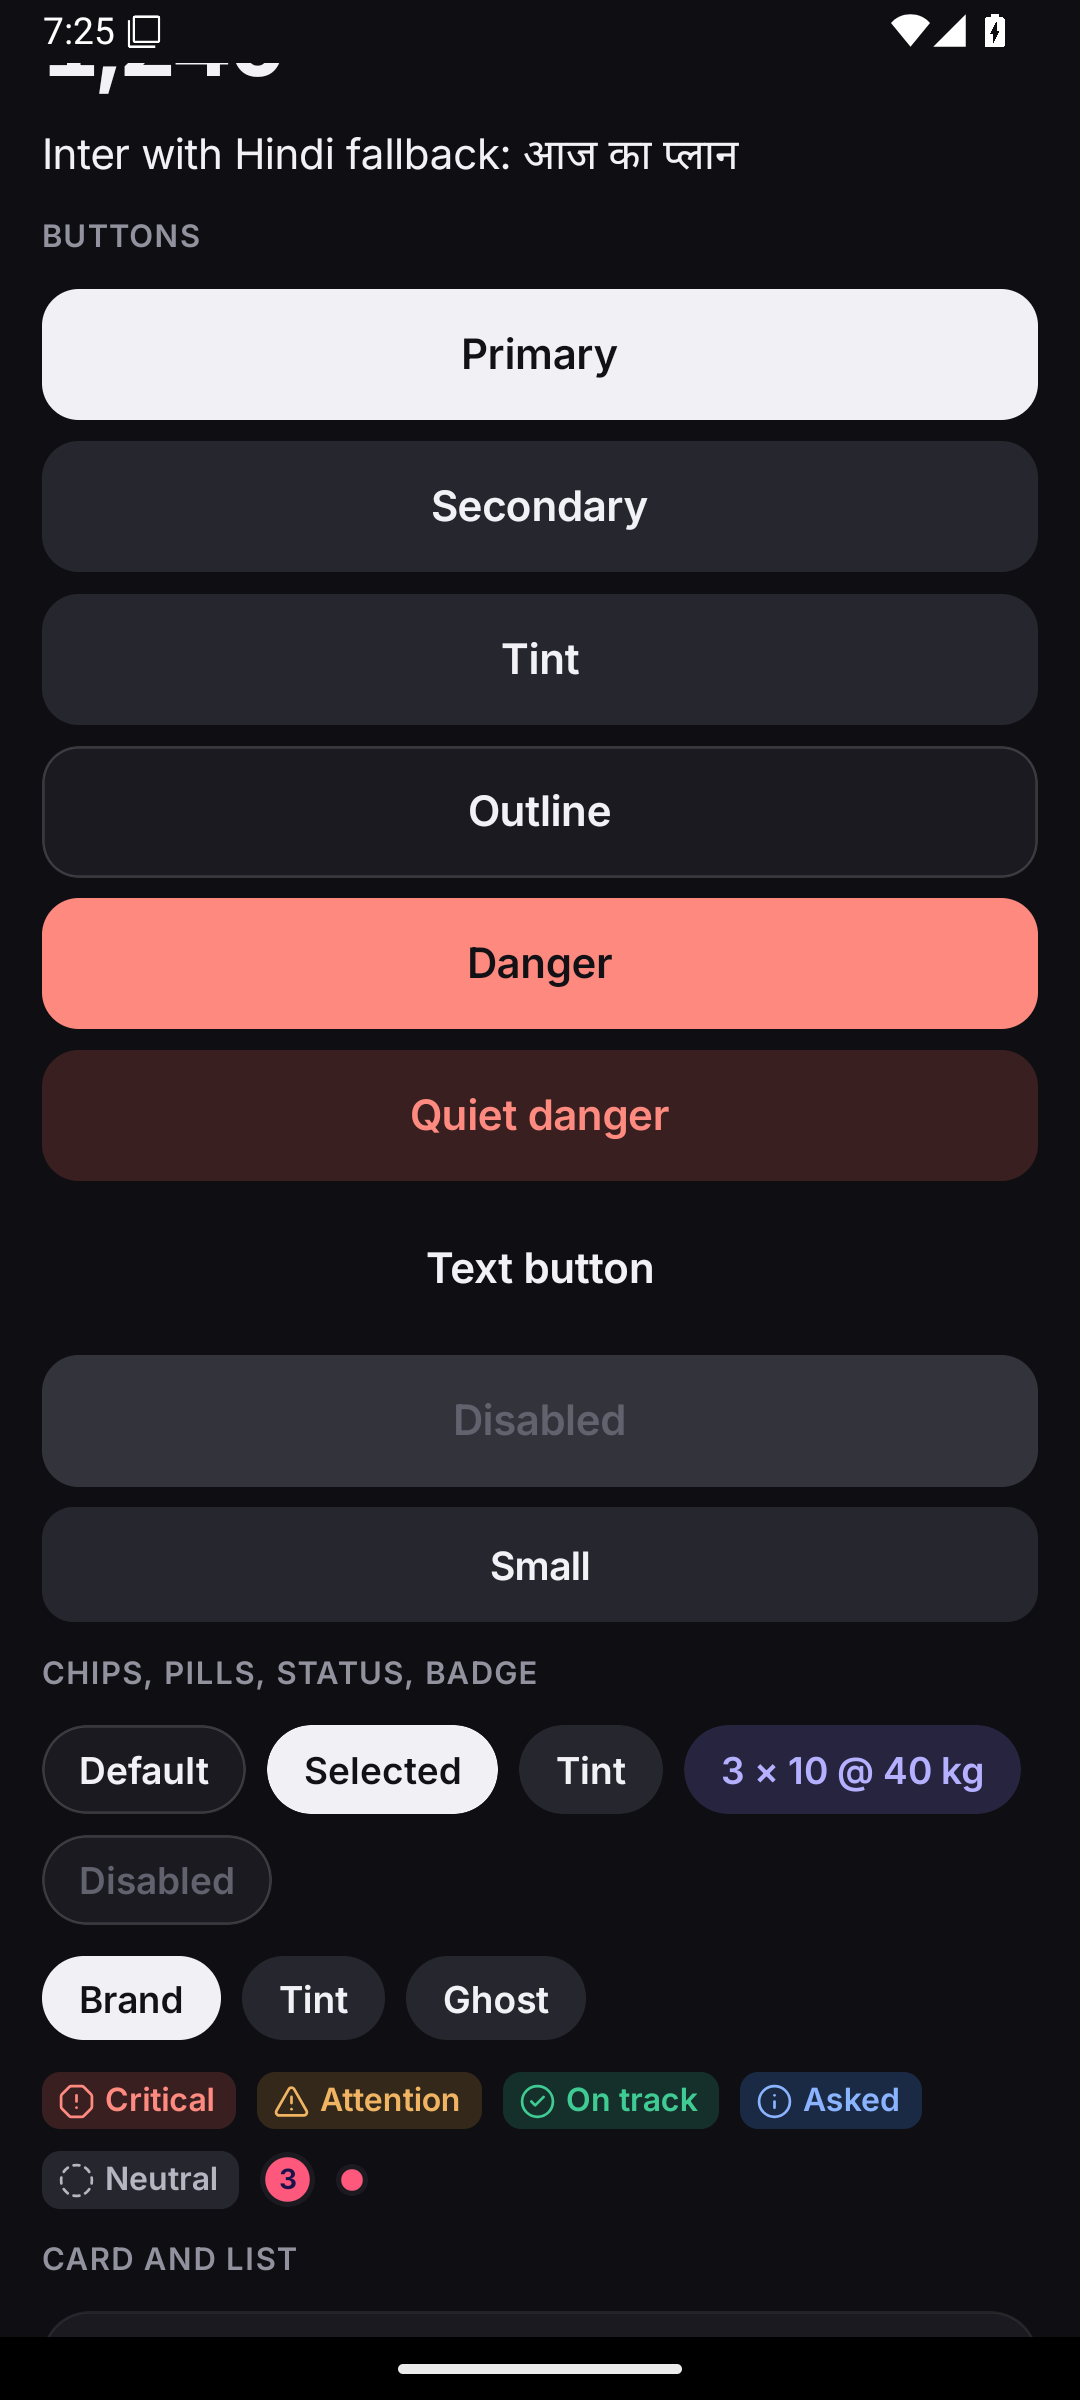 7:25
1,240
Inter with Hindi fallback: आज का प्लान
BUTTONS
Primary
Secondary
Tint
Outline
Danger
Quiet danger
Text button
Disabled
Small
CHIPS, PILLS, STATUS, BADGE
Default Selected Tint 3 × 10 @ 40 kg
Disabled
Brand Tint Ghost
Critical Attention On track Asked
Neutral 3
CARD AND LIST